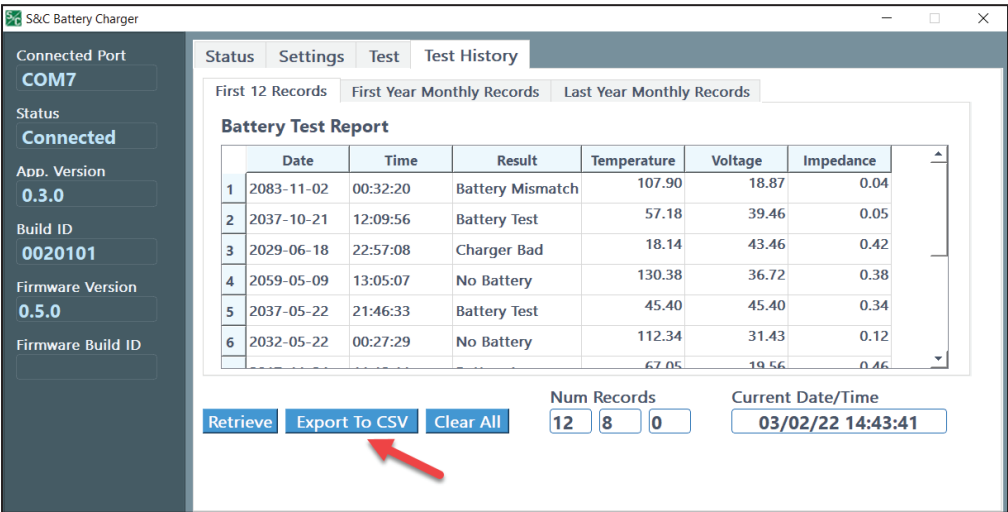 S&C Battery Charger
Connected Port
COM7
Status
Connected
App. Version
0.3.0
Build ID
0020101
Firmware Version
0.5.0
Firmware Build ID
Status Settings Test Test History
First 12 Records First Year Monthly Records Last Year Monthly Records
Battery Test Report
Date Time Result Temperature Voltage Impedance
1 2083-11-02 00:32:20 Battery Mismatch 107.90 18.87 0.04
2 2037-10-21 12:09:56 Battery Test 57.18 39.46 0.05
3 2029-06-18 22:57:08 Charger Bad 18.14 43.46 0.42
4 2059-05-09 13:05:07 No Battery 130.38 36.72 0.38
5 2037-05-22 21:46:33 Battery Test 45.40 45.40 0.34
6 2032-05-22 00:27:29 No Battery 112.34 31.43 0.12
67.05 19.56 0.46
Num Records Current Date/Time
Retrieve Export To CSV Clear All 12 8 0 03/02/22 14:43:41